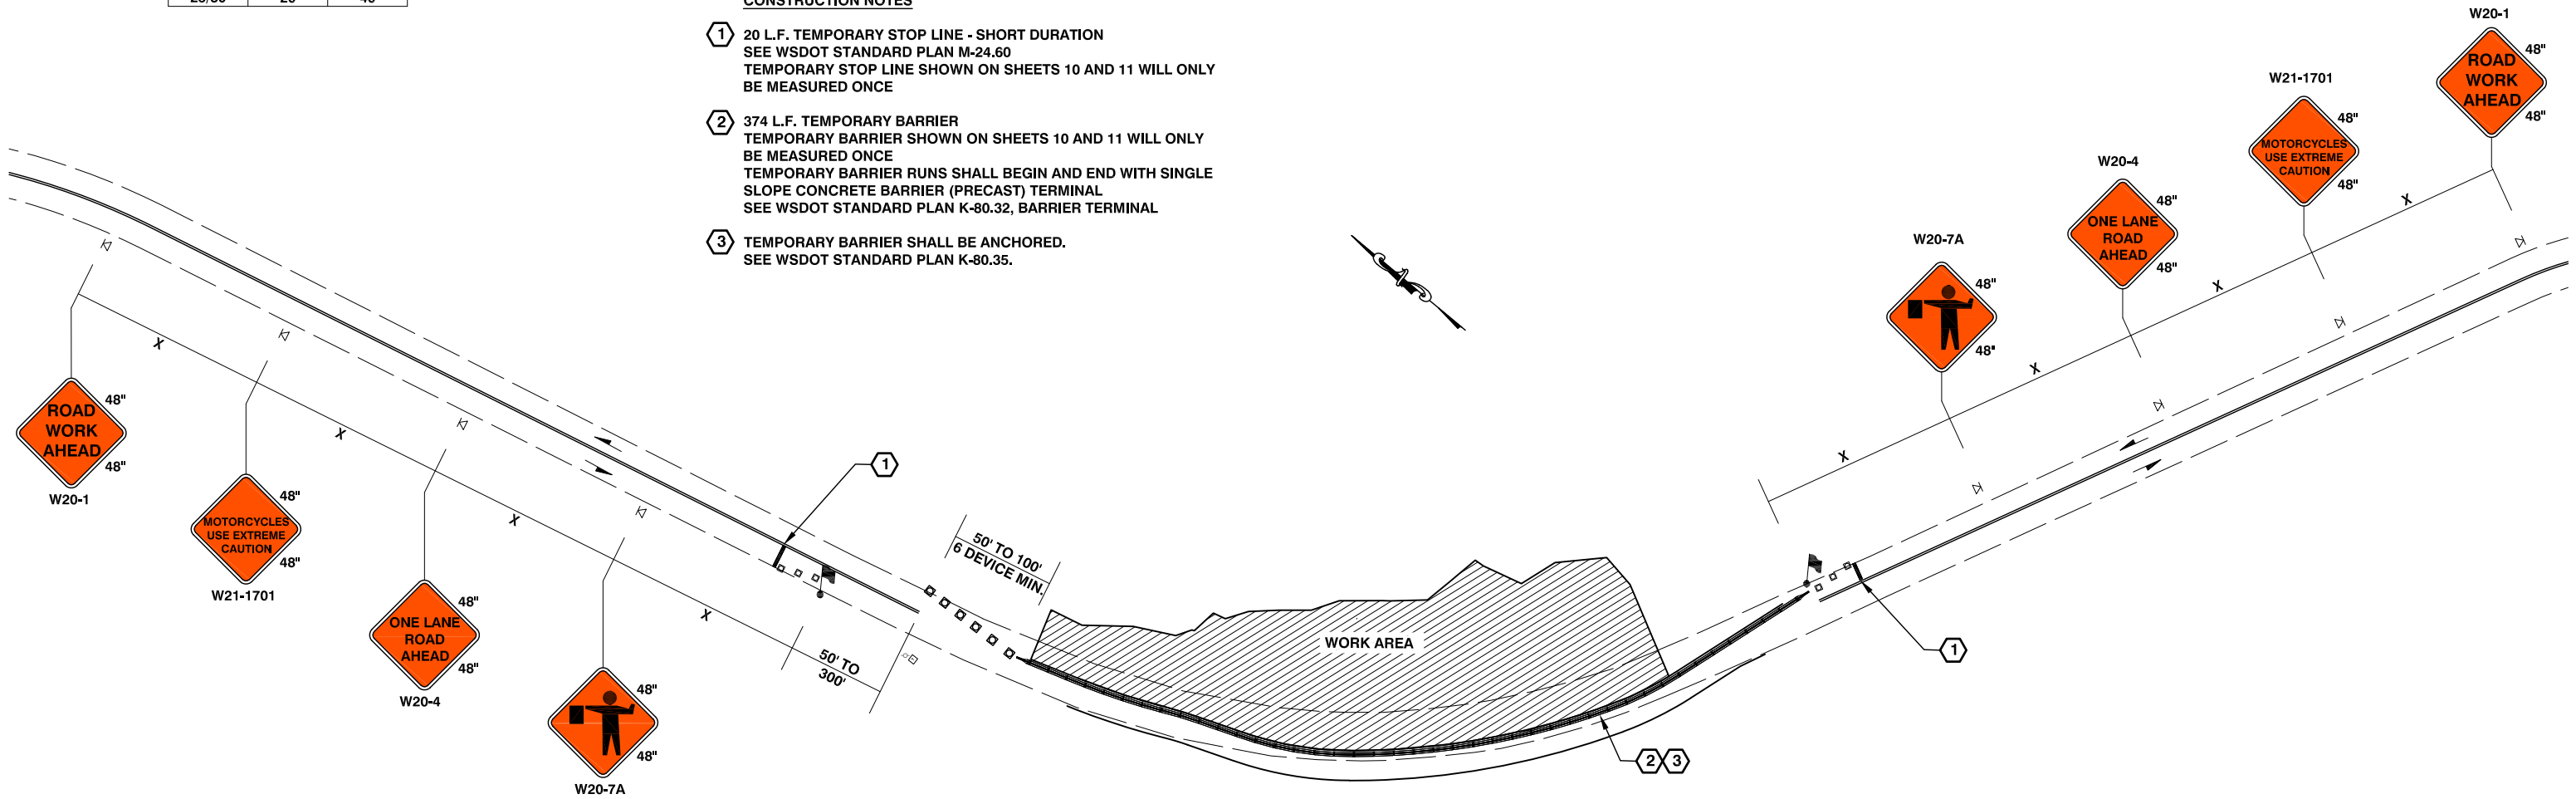 25/30 20 40
CONSTRUCTION NOTES
1 20 L.F. TEMPORARY STOP LINE - SHORT DURATION
SEE WSDOT STANDARD PLAN M-24.60
TEMPORARY STOP LINE SHOWN ON SHEETS 10 AND 11 WILL ONLY
BE MEASURED ONCE
2 374 L.F. TEMPORARY BARRIER
TEMPORARY BARRIER SHOWN ON SHEETS 10 AND 11 WILL ONLY
BE MEASURED ONCE
TEMPORARY BARRIER RUNS SHALL BEGIN AND END WITH SINGLE
SLOPE CONCRETE BARRIER (PRECAST) TERMINAL
SEE WSDOT STANDARD PLAN K-80.32, BARRIER TERMINAL
3 TEMPORARY BARRIER SHALL BE ANCHORED.
SEE WSDOT STANDARD PLAN K-80.35.
ROAD
WORK
AHEAD
48"
48"
W20-1
MOTORCYCLES
USE EXTREME
CAUTION
48"
48"
W21-1701
ONE LANE
ROAD
AHEAD
48"
48"
W20-4
48"
48"
W20-7A
X
X
X
X
50' TO
300'
1
50' TO 100'
6 DEVICE MIN.
WORK AREA
2 3
1
W20-7A
48"
48"
W20-4
ONE LANE
ROAD
AHEAD
48"
48"
W21-1701
MOTORCYCLES
USE EXTREME
CAUTION
48"
48"
W20-1
ROAD
WORK
AHEAD
48"
48"
X
X
X
X